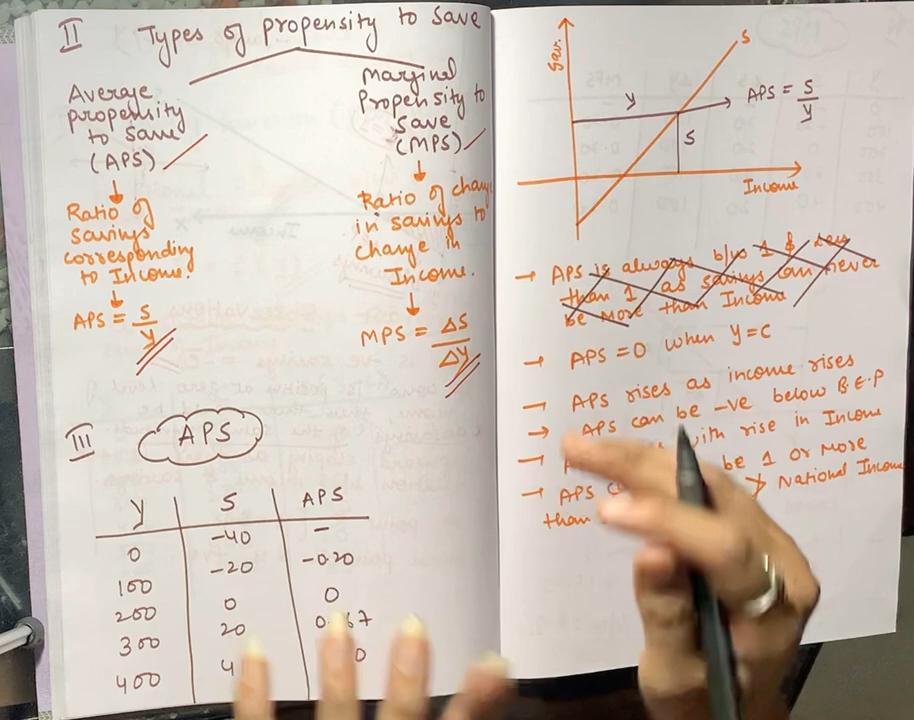 II Types of propensity to save
Average
propensity
to save
(APS)
Ratio of
savings
corresponding
to Income.
APS = S/Y
Marginal
Propensity to
save
(MPS)
Ratio of chan
in savings to
change in
Income.
MPS = ΔS/ΔY
III APS
Y S APS
0 -40 -
100 -20 -0.20
200 0 0
300 20
400
Sav.
S
Y
S
APS = S/Y
Income
→ APS is always b/w 1 & less
than 1 as savings can never
be more than Income
→ APS = 0 when Y = C
→ APS rises as income rises
→ APS can be -ve below B.E.P
with rise in Income
→ APS be 1 or more
than National Income